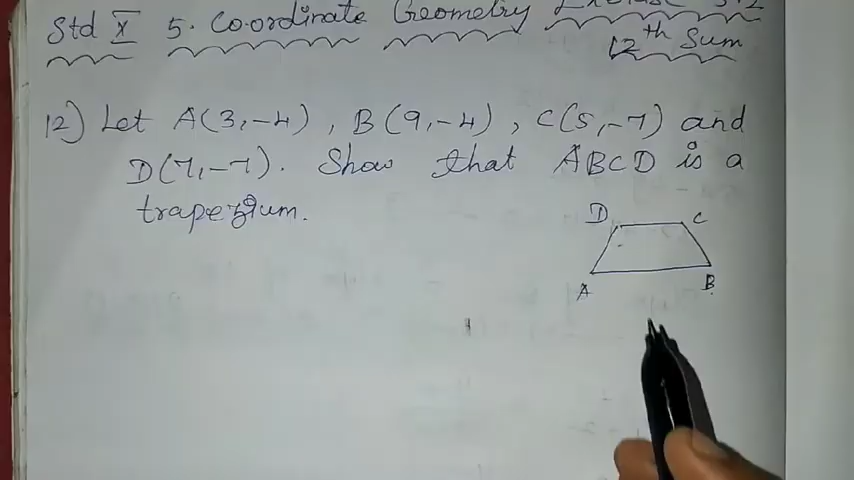 Std X 5. Co-ordinate Geometry
12th Sum
12) Let A(3,-4), B(9,-4), C(5,-7) and
D(7,-7). Show that ABCD is a
trapezium.
D C
A B